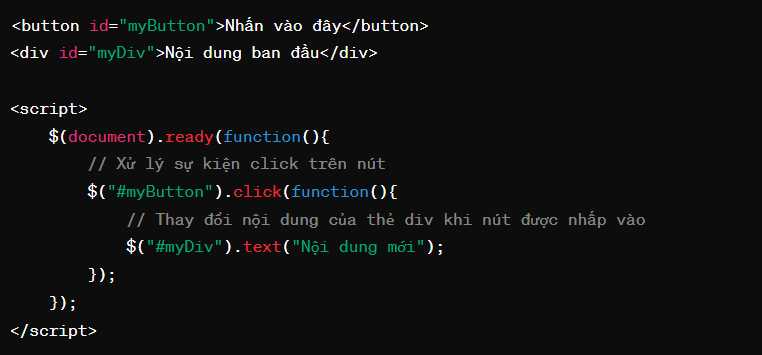 <button id="myButton">Nhấn vào đây</button>
<div id="myDiv">Nội dung ban đầu</div>
<script>
$(document).ready(function(){
// Xử lý sự kiện click trên nút
$("#myButton").click(function(){
// Thay đổi nội dung của thẻ div khi nút được nhấp vào
$("#myDiv").text("Nội dung mới");
});
});
</script>